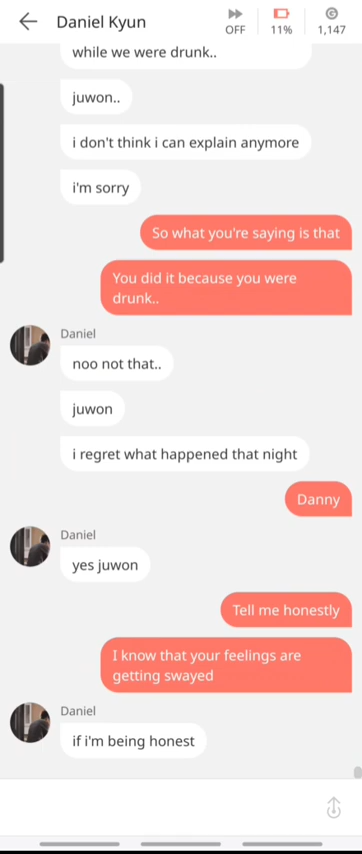 Daniel Kyun
OFF
11%
1,147
while we were drunk..
juwon..
i don't think i can explain anymore
i'm sorry
So what you're saying is that
You did it because you were
drunk..
Daniel
noo not that..
juwon
i regret what happened that night
Danny
Daniel
yes juwon
Tell me honestly
I know that your feelings are
getting swayed
Daniel
if i'm being honest